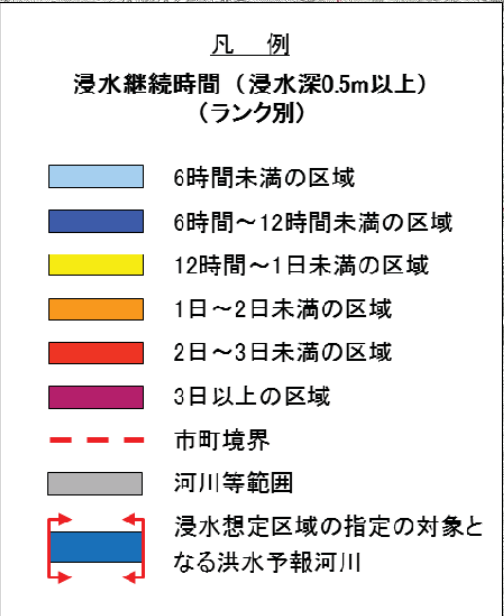 凡　例
浸水継続時間（浸水深0.5m以上）
（ランク別）
6時間未満の区域
6時間～12時間未満の区域
12時間～1日未満の区域
1日～2日未満の区域
2日～3日未満の区域
3日以上の区域
市町境界
河川等範囲
浸水想定区域の指定の対象と
なる洪水予報河川